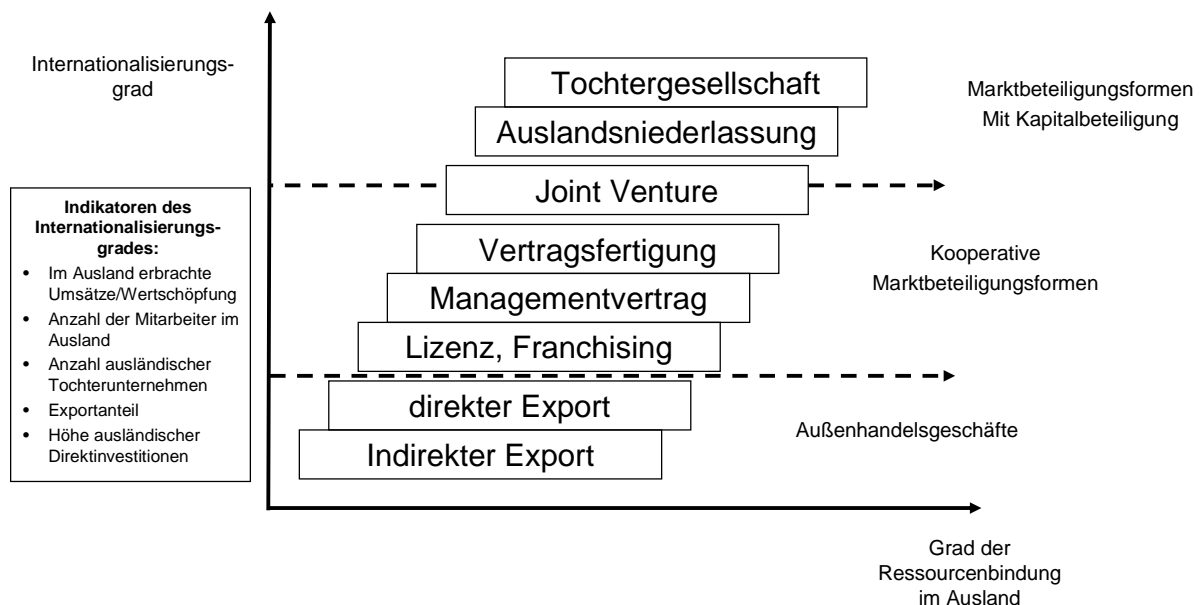 Internationalisierungs-
grad
Tochtergesellschaft
Auslandsniederlassung
Joint Venture
Vertragsfertigung
Managementvertrag
Lizenz, Franchising
direkter Export
Indirekter Export
Marktbeteiligungsformen
Mit Kapitalbeteiligung
Kooperative
Marktbeteiligungsformen
Außenhandelsgeschäfte
Indikatoren des
Internationalisierungs-
grades:
• Im Ausland erbrachte
Umsätze/Wertschöpfung
• Anzahl der Mitarbeiter im
Ausland
• Anzahl ausländischer
Tochterunternehmen
• Exportanteil
• Höhe ausländischer
Direktinvestitionen
Grad der
Ressourcenbindung
im Ausland